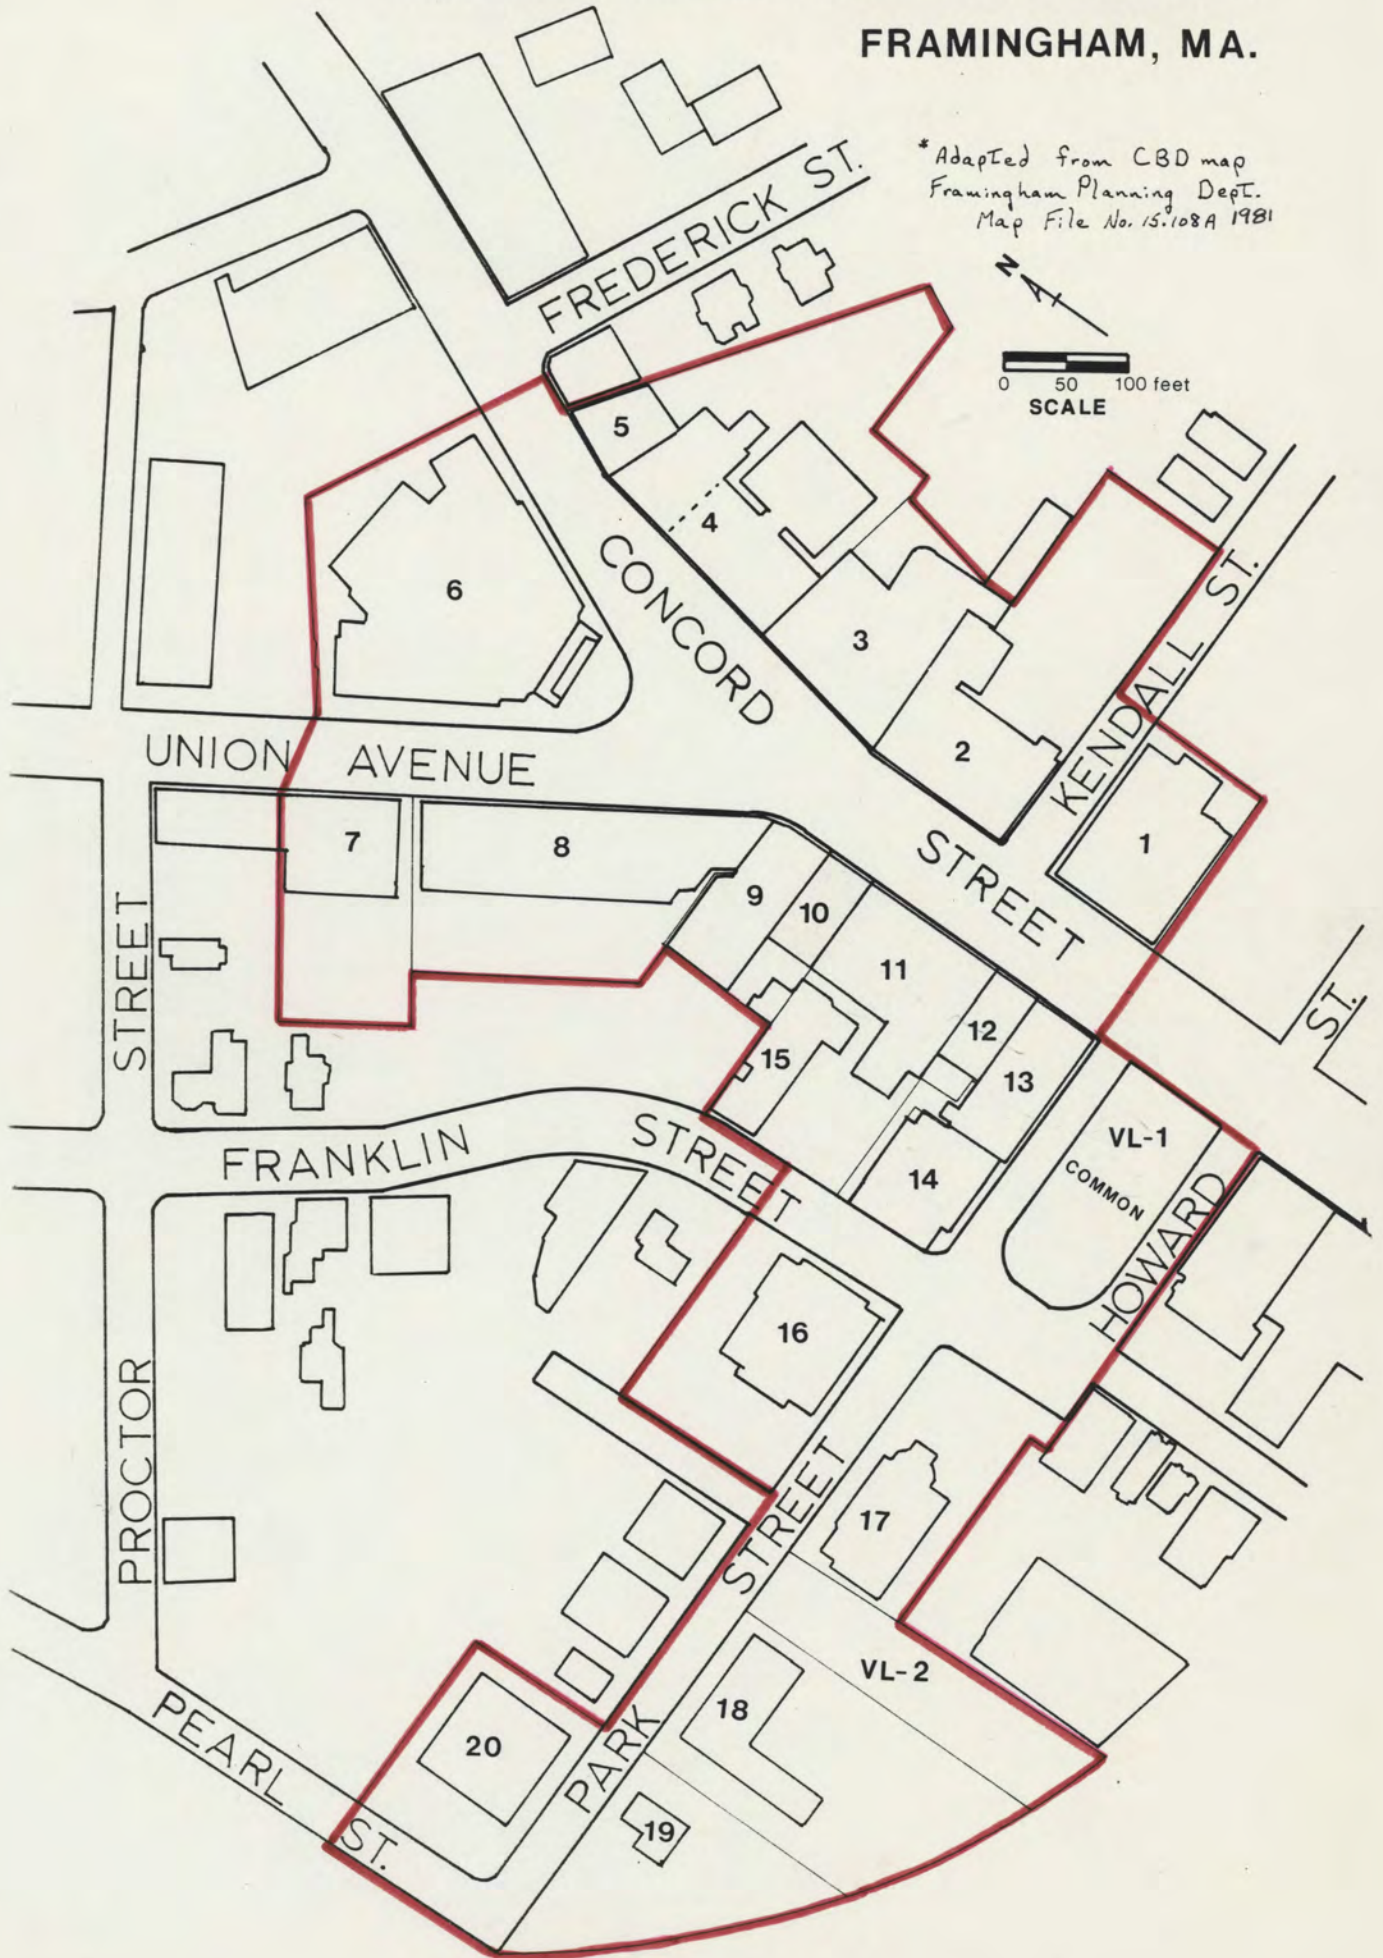 FRAMINGHAM, MA.
*Adapted from CBD map
Framingham Planning Dept.
Map File No. 15.108A 1981
N
0 50 100 feet
SCALE
FREDERICK ST.
5
4
CONCORD
6
3
KENDALL ST.
2
UNION AVENUE
1
7
8
STREET
9
10
11
STREET
ST.
12
15
13
VL-1
COMMON
FRANKLIN STREET
14
HOWARD
16
PROCTOR
STREET
17
VL-2
18
PEARL ST.
20
PARK
19